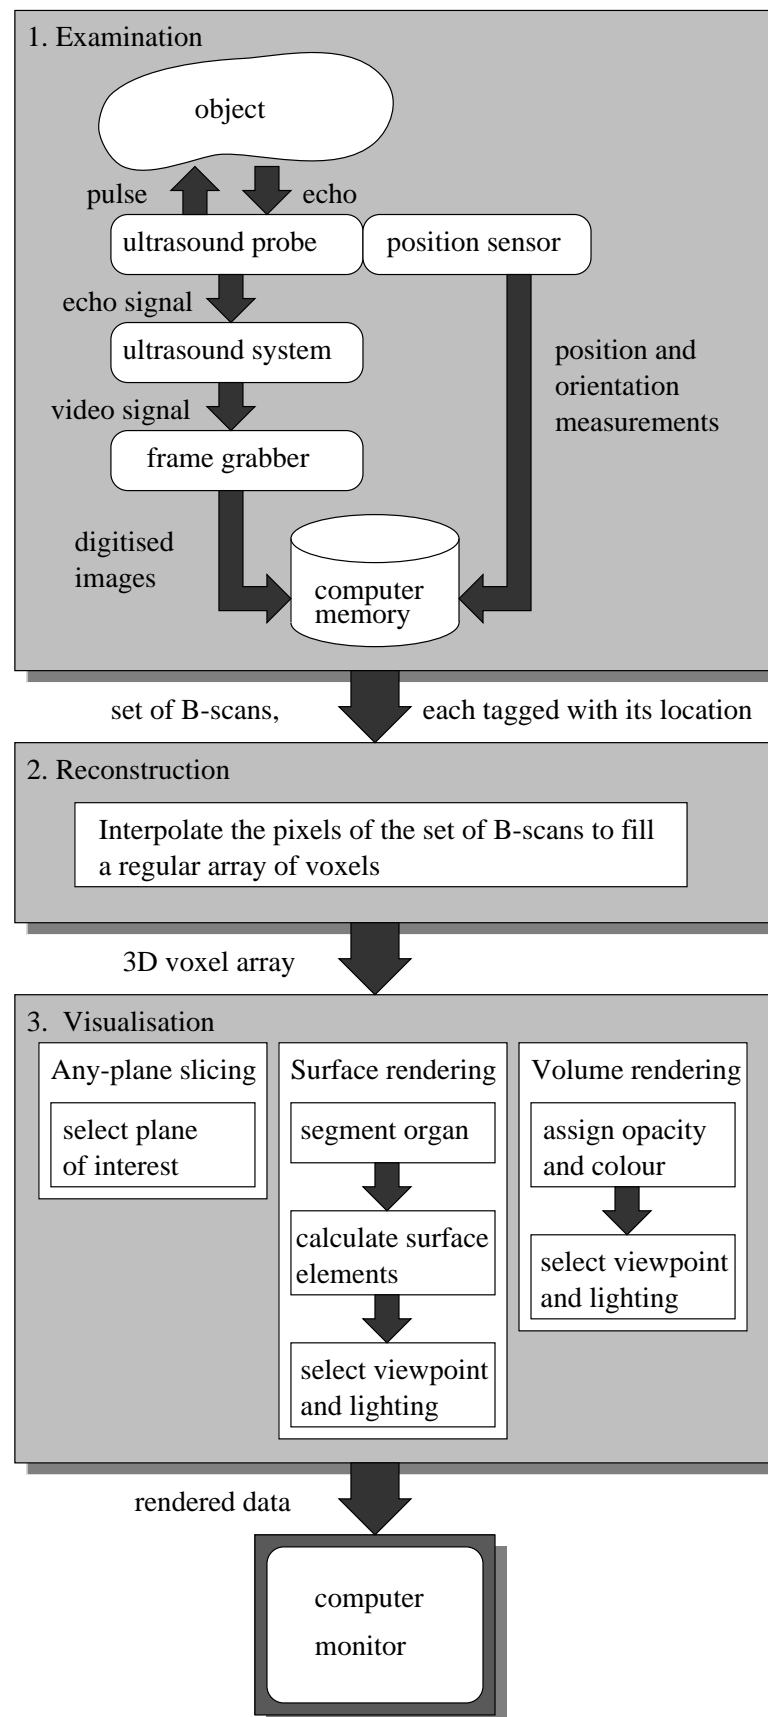 1. Examination
object
pulse
echo
ultrasound probe
position sensor
echo signal
ultrasound system
position and
orientation
measurements
video signal
frame grabber
digitised
images
computer
memory
set of B-scans,
each tagged with its location
2. Reconstruction
Interpolate the pixels of the set of B-scans to fill
a regular array of voxels
3D voxel array
3. Visualisation
Any-plane slicing
select plane
of interest
Surface rendering
segment organ
calculate surface
elements
select viewpoint
and lighting
Volume rendering
assign opacity
and colour
select viewpoint
and lighting
rendered data
computer
monitor